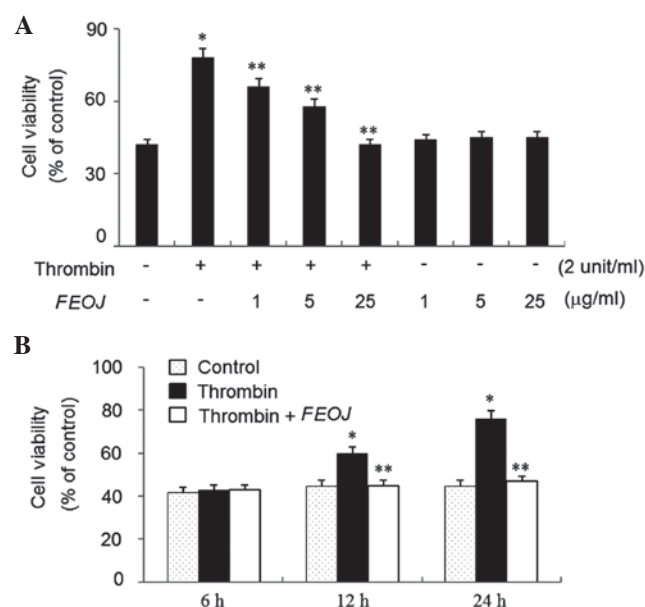 A
Cell viability
(% of control)
90
60
30
0
*
**
**
**
Thrombin - + + + + - - - (2 unit/ml)
FEOJ - - 1 5 25 1 5 25 (μg/ml)
B
Cell viability
(% of control)
100
80
60
40
20
0
Control
Thrombin
Thrombin + FEOJ
*
**
*
**
6 h 12 h 24 h